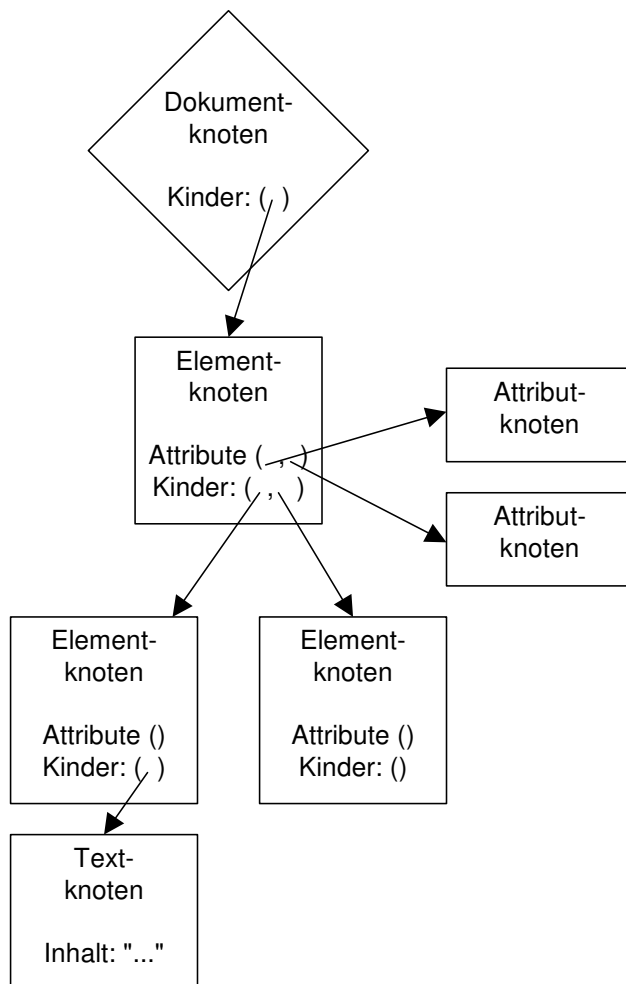 Dokument-
knoten
Kinder: ( )
Element-
knoten
Attribute ( , )
Kinder: ( , )
Attribut-
knoten
Attribut-
knoten
Element-
knoten
Attribute ()
Kinder: ( )
Element-
knoten
Attribute ()
Kinder: ()
Text-
knoten
Inhalt: "..."